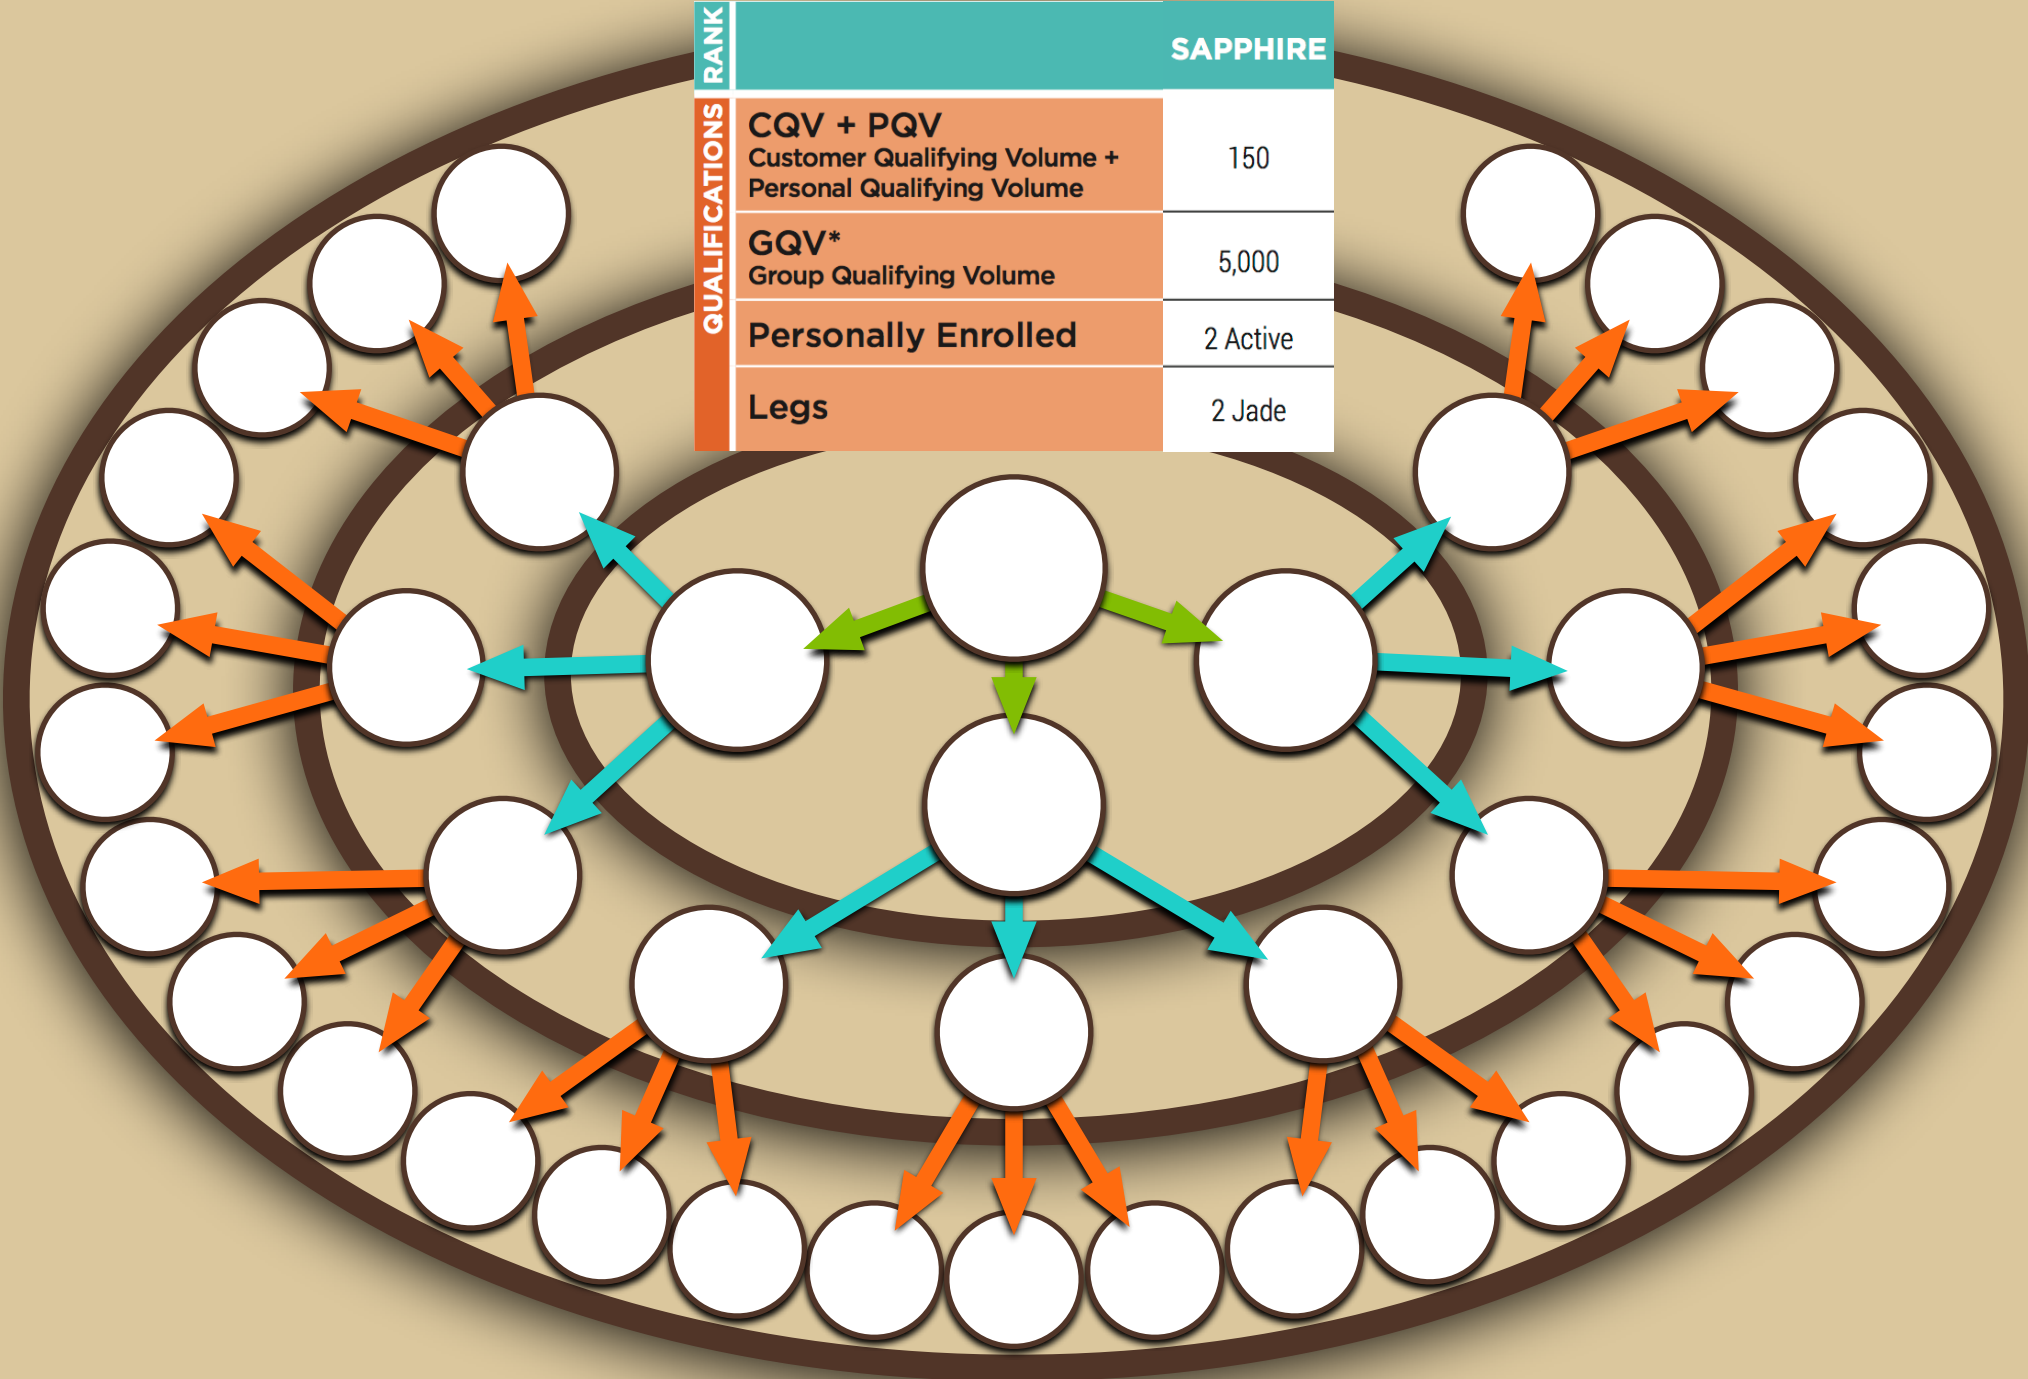 RANK
SAPPHIRE
QUALIFICATIONS
CQV + PQV
Customer Qualifying Volume +
Personal Qualifying Volume
150
GQV*
Group Qualifying Volume
5,000
Personally Enrolled
2 Active
Legs
2 Jade